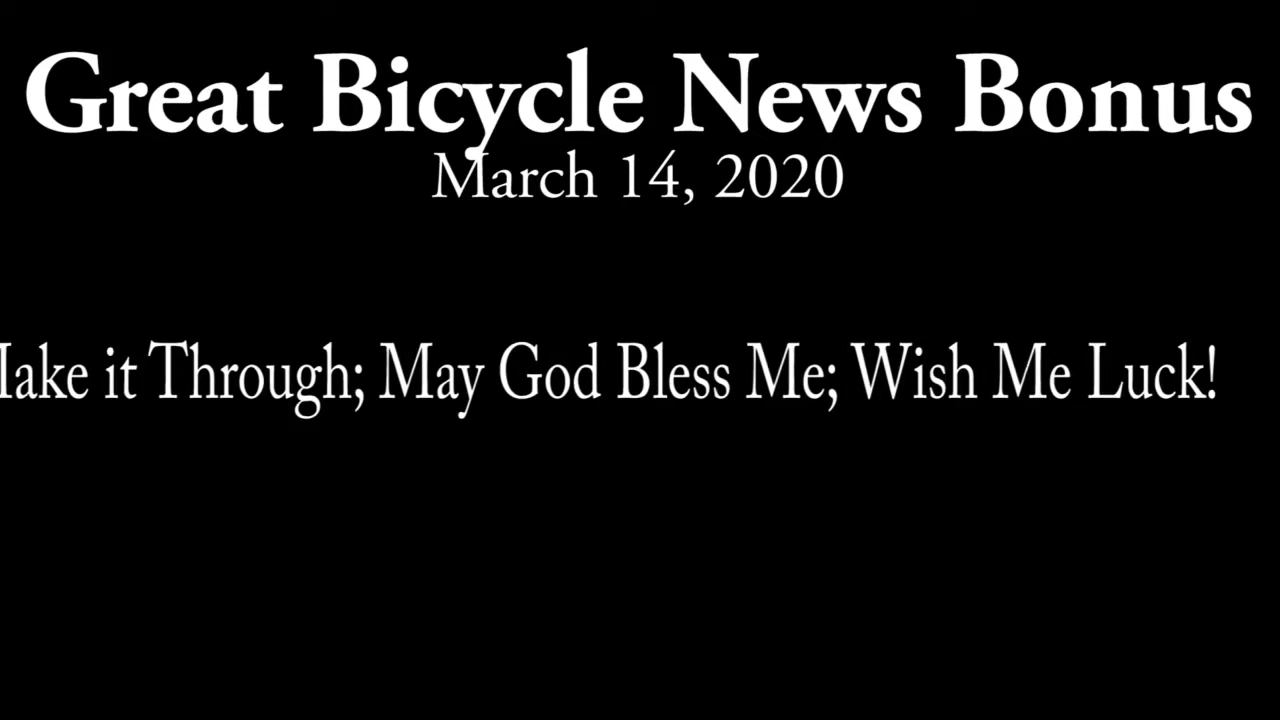 Great Bicycle News Bonus
March 14, 2020
it Through; May God Bless Me; Wish Me Luck!